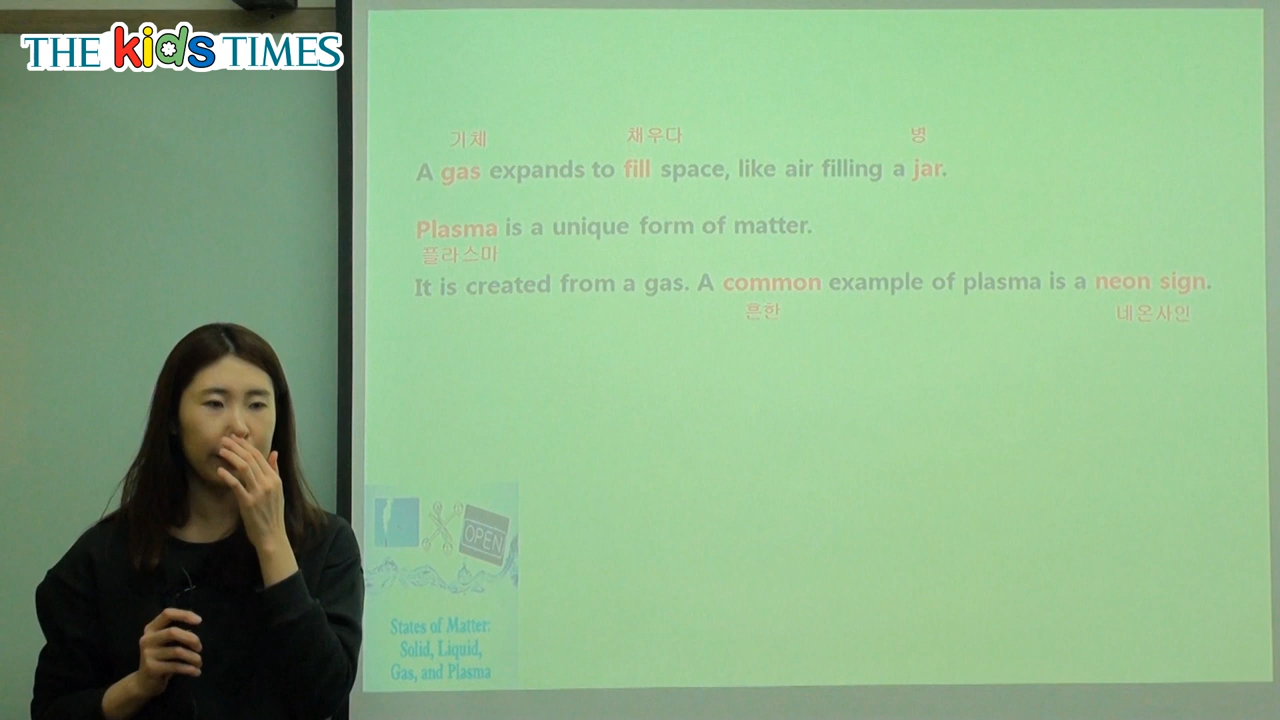 THE kids TIMES
기체 채우다 병
A gas expands to fill space, like air filling a jar.
Plasma is a unique form of matter.
플라스마
It is created from a gas. A common example of plasma is a neon sign.
흔한 네온사인
OPEN
States of Matter:
Solid, Liquid,
Gas, and Plasma